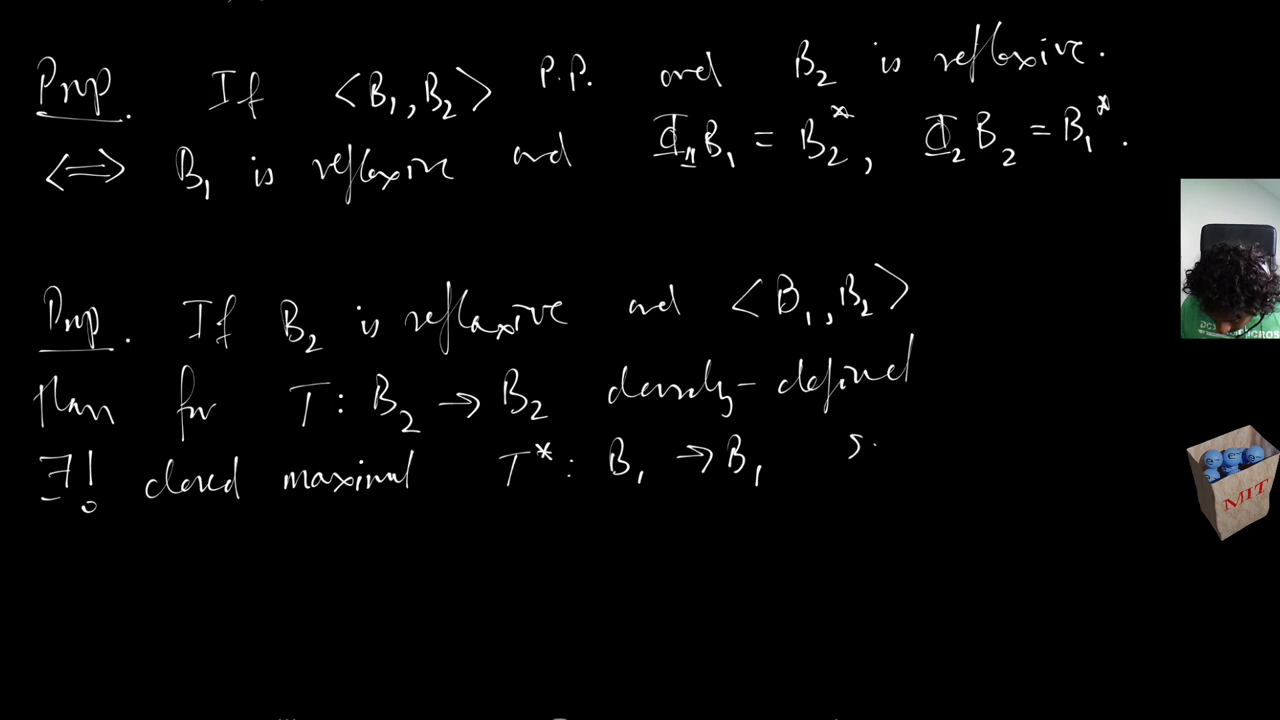 Prop. If <B₁, B₂> P.P. and B₂ is reflexive.
<=> B₁ is reflexive and Φ₁B₁ = B₂*, Φ₂B₂ = B₁*.
Prop. If B₂ is reflexive and <B₁, B₂>
then for T: B₂ → B₂ densely-defined
∃! closed maximal T*: B₁ → B₁ s.
e- e- e-
MIT